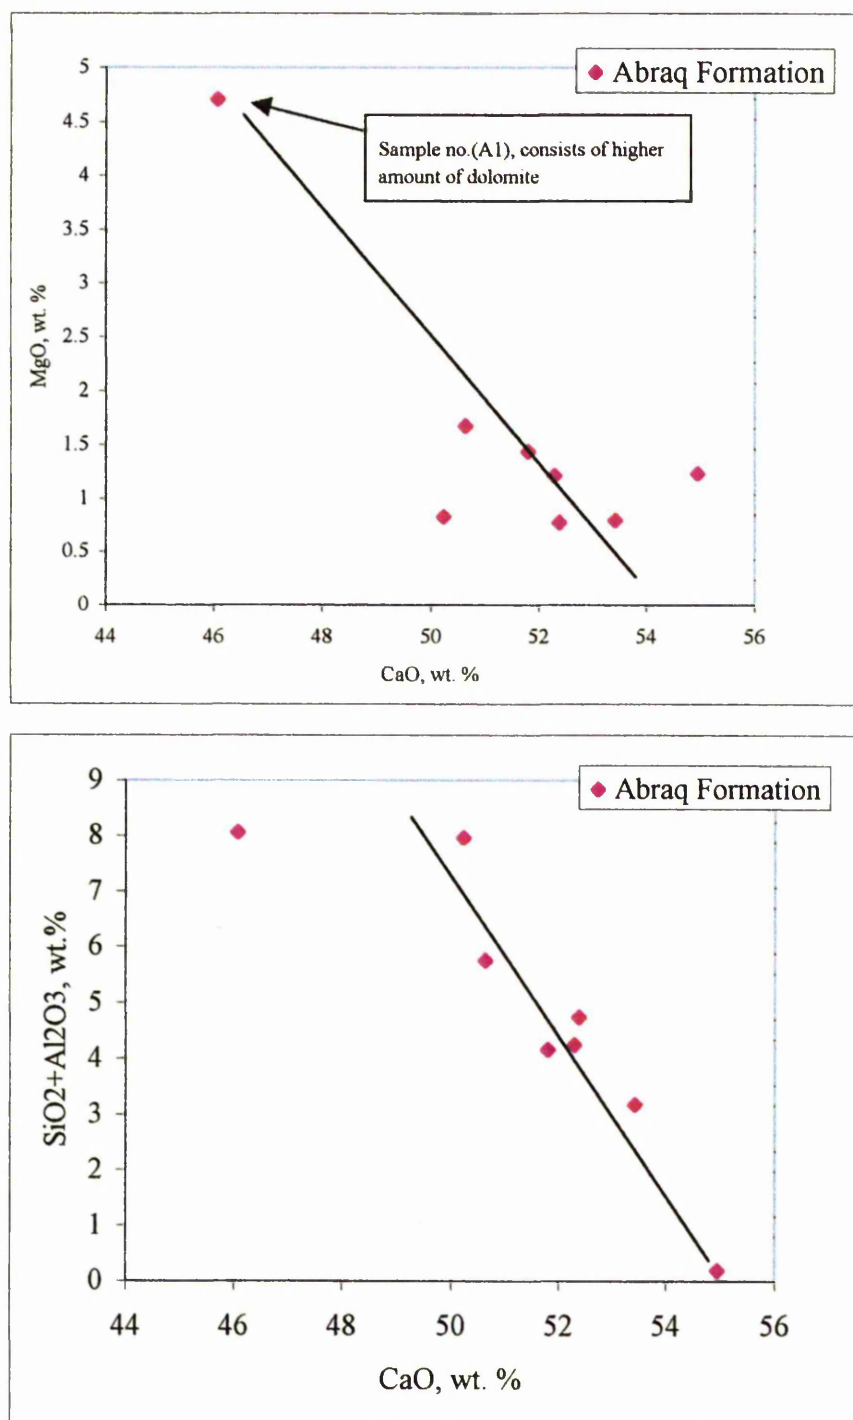 Abraq Formation
5
4.5
4
3.5
3
2.5
2
1.5
1
0.5
0
MgO, wt. %
Sample no.(A1), consists of higher
amount of dolomite
44 46 48 50 52 54 56
CaO, wt. %
Abraq Formation
9
8
7
6
5
4
3
2
1
0
SiO2+Al2O3, wt.%
44 46 48 50 52 54 56
CaO, wt. %